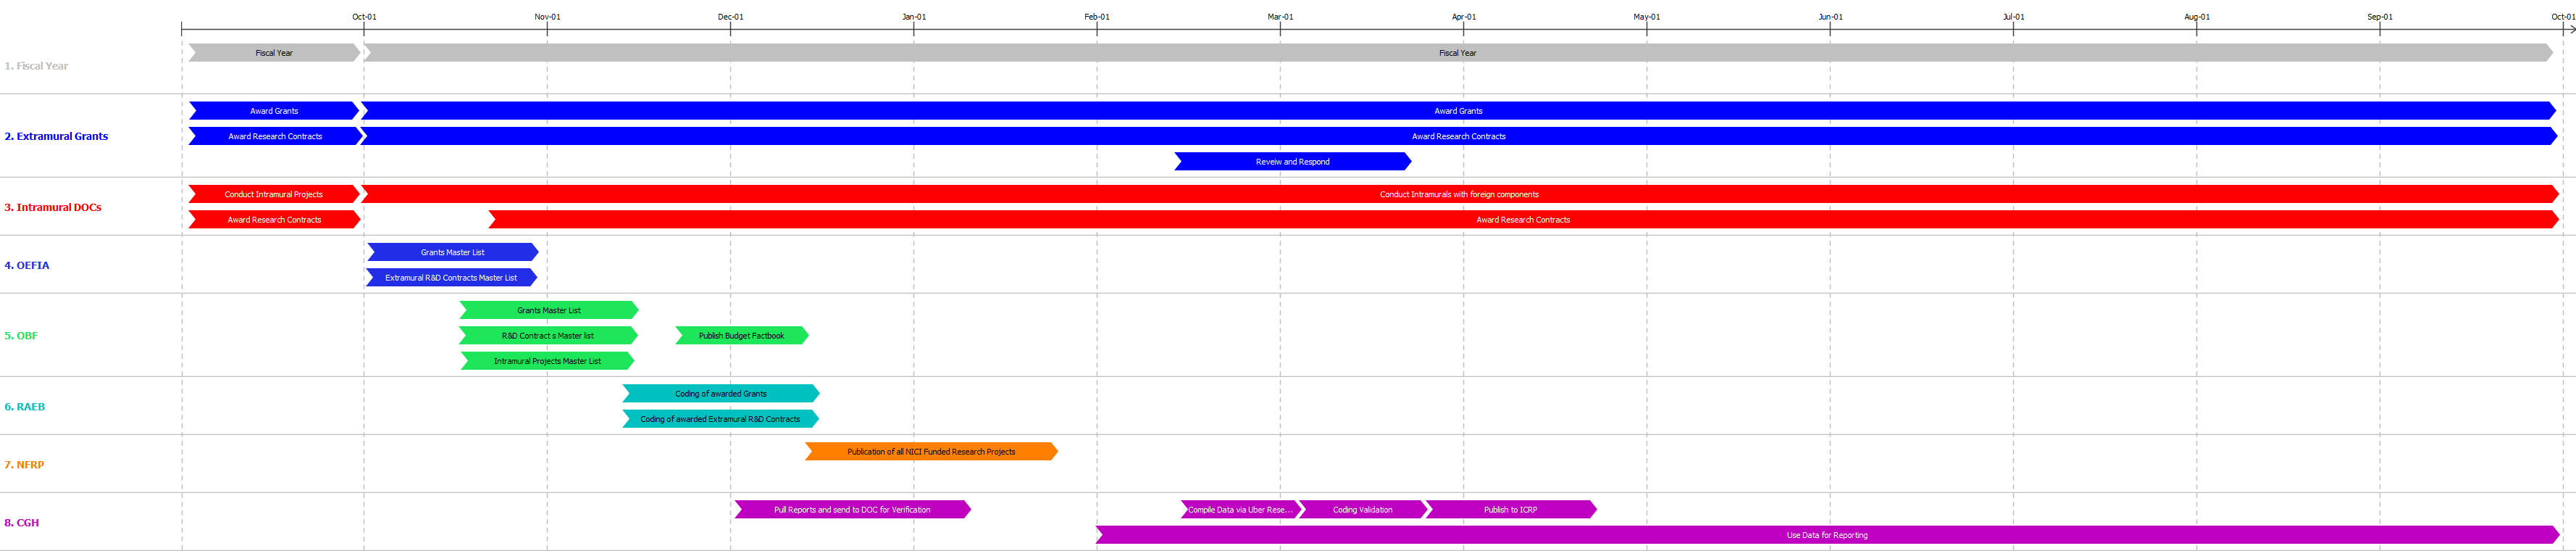 Oct-01 Nov-01 Dec-01 Jan-01 Feb-01 Mar-01 Apr-01 May-01 Jun-01 Jul-01 Aug-01 Sep-01 Oct-01
1. Fiscal Year
Fiscal Year Fiscal Year
2. Extramural Grants
Award Grants Award Grants
Award Research Contracts Award Research Contracts
Reveiw and Respond
3. Intramural DOCs
Conduct Intramural Projects Conduct Intramurals with foreign components
Award Research Contracts Award Research Contracts
4. OEFIA
Grants Master List
Extramural R&D Contracts Master List
5. OBF
Grants Master List
R&D Contract s Master list Publish Budget Factbook
Intramural Projects Master List
6. RAEB
Coding of awarded Grants
Coding of awarded Extramural R&D Contracts
7. NFRP
Publication of all NICI Funded Research Projects
8. CGH
Pull Reports and send to DOC for Verification Compile Data via Uber Rese... Coding Validation Publish to ICRP
Use Data for Reporting